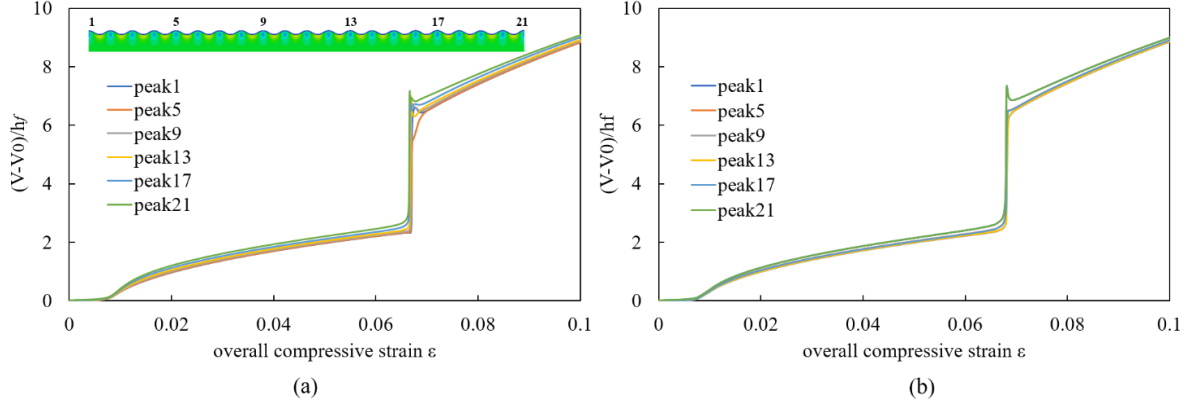 1 5 9 13 17 21
10
8
6
4
2
0
(V-V0)/hf
peak1
peak5
peak9
peak13
peak17
peak21
0 0.02 0.04 0.06 0.08 0.1
overall compressive strain ε
(a)
10
8
6
4
2
0
(V-V0)/hf
peak1
peak5
peak9
peak13
peak17
peak21
0 0.02 0.04 0.06 0.08 0.1
overall compressive strain ε
(b)